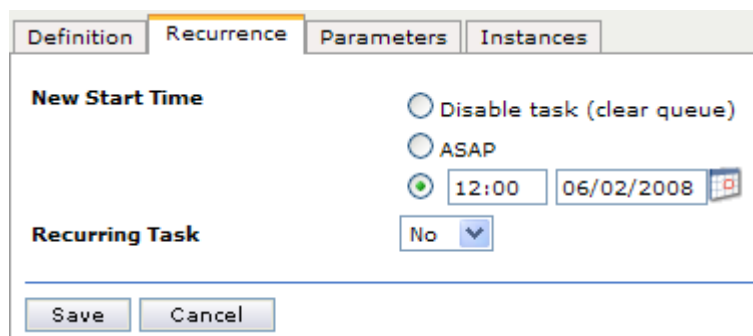 Definition Recurrence Parameters Instances
New Start Time
Disable task (clear queue)
ASAP
12:00 06/02/2008
Recurring Task No
Save Cancel